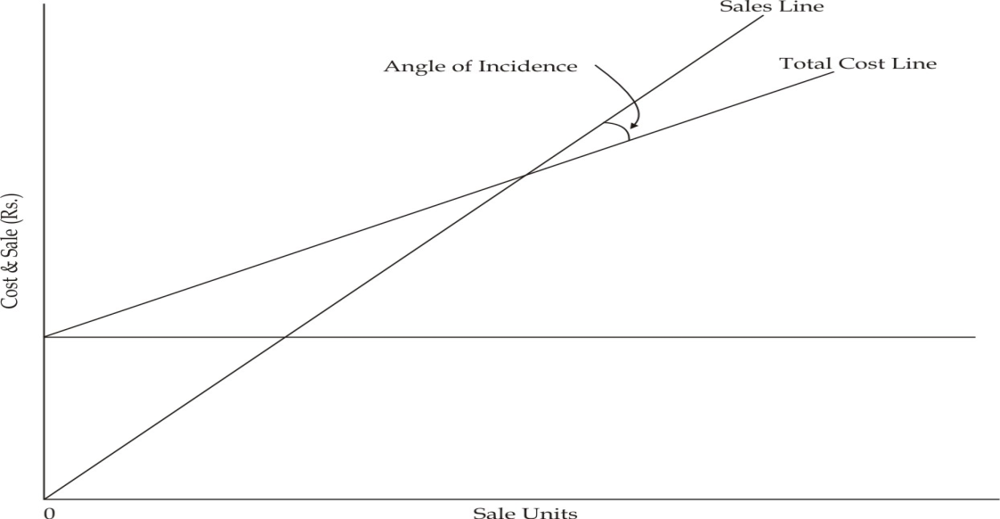 Sales Line
Angle of Incidence
Total Cost Line
Cost & Sale (Rs.)
0
Sale Units